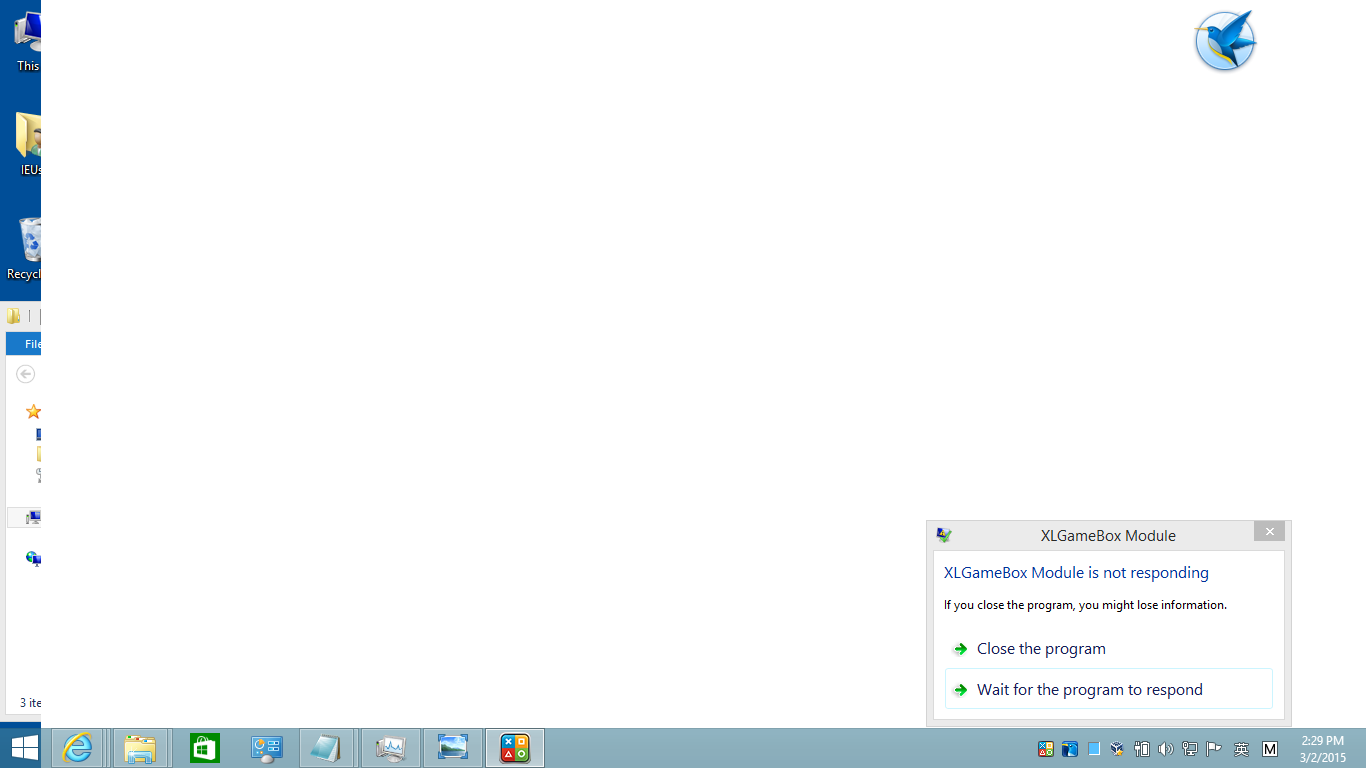 This
IEUs
Recycl
File
3 ite
XLGameBox Module
XLGameBox Module is not responding
If you close the program, you might lose information.
Close the program
Wait for the program to respond
英
M
2:29 PM
3/2/2015